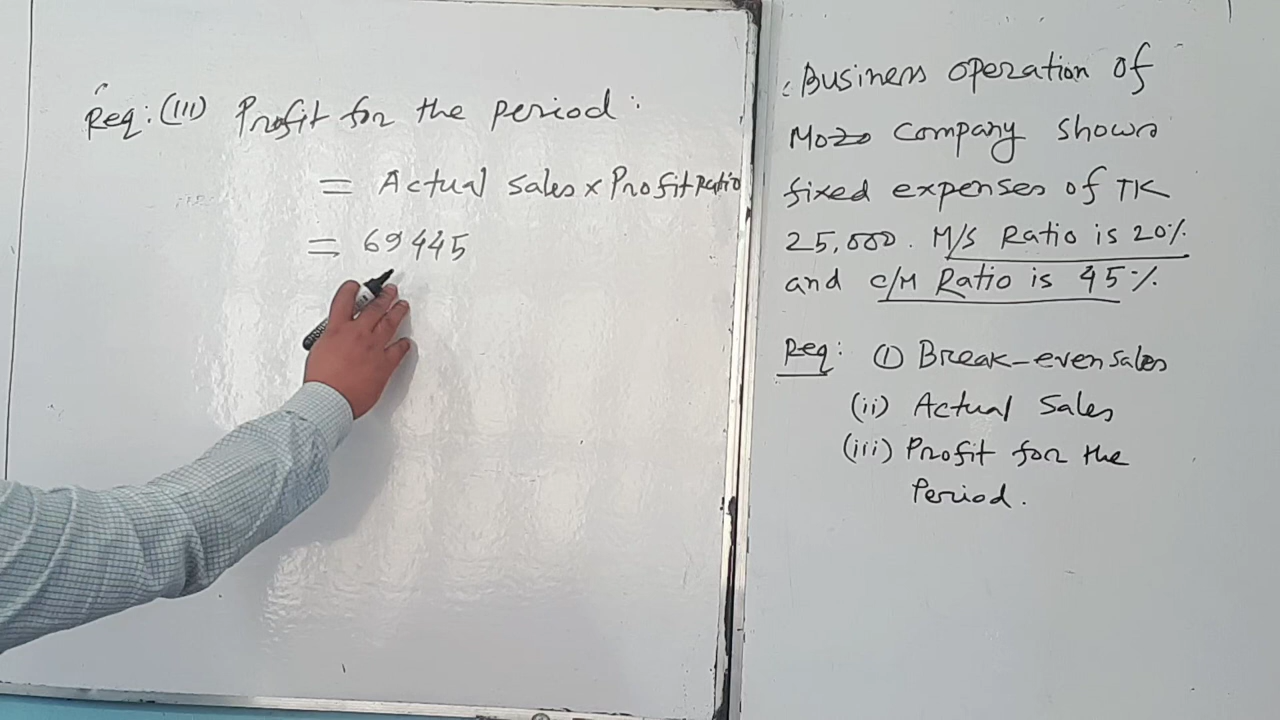 Req: (iii) Profit for the period:
= Actual Sales x Profit Ratio
= 69445
Business operation of
Mozo Company shows
fixed expenses of TK
25,000. M/S Ratio is 20%
and C/M Ratio is 45%.
Req: (i) Break-even sales
(ii) Actual Sales
(iii) Profit for the
Period.